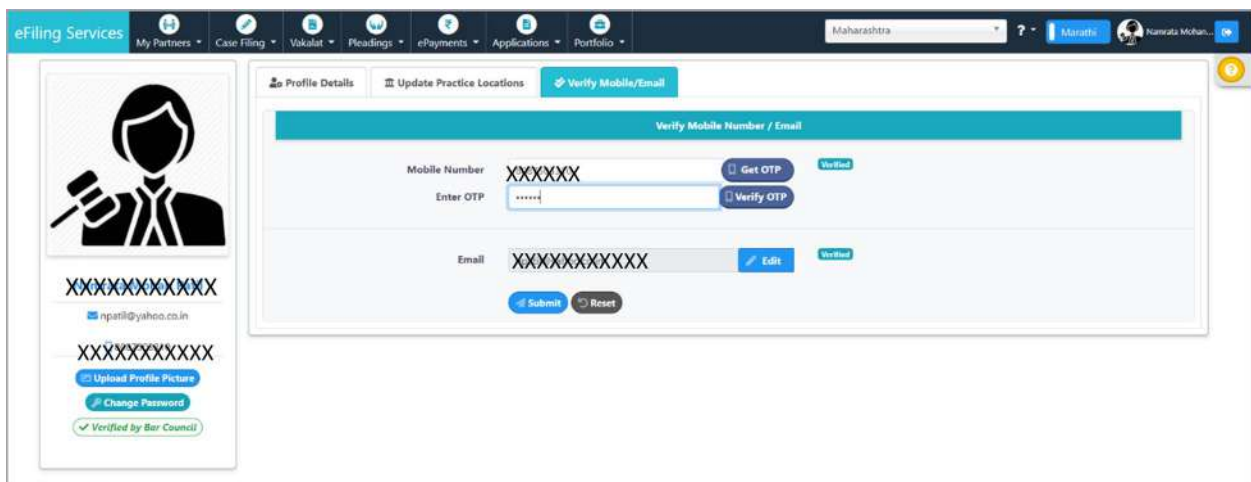 eFiling Services
My Partners Case Filing Vakalat Pleadings ePayments Applications Portfolio
Maharashtra
? Marathi Namrata Mohan...
Profile Details Update Practice Locations Verify Mobile/Email
Verify Mobile Number / Email
Mobile Number XXXXXX Get OTP Verified
Enter OTP •••••• Verify OTP
Email XXXXXXXXXXX Edit Verified
Submit Reset
XXXXXXXXXXXX
npatil@yahoo.co.in
XXXXXXXXXXX
Upload Profile Picture
Change Password
Verified by Bar Council